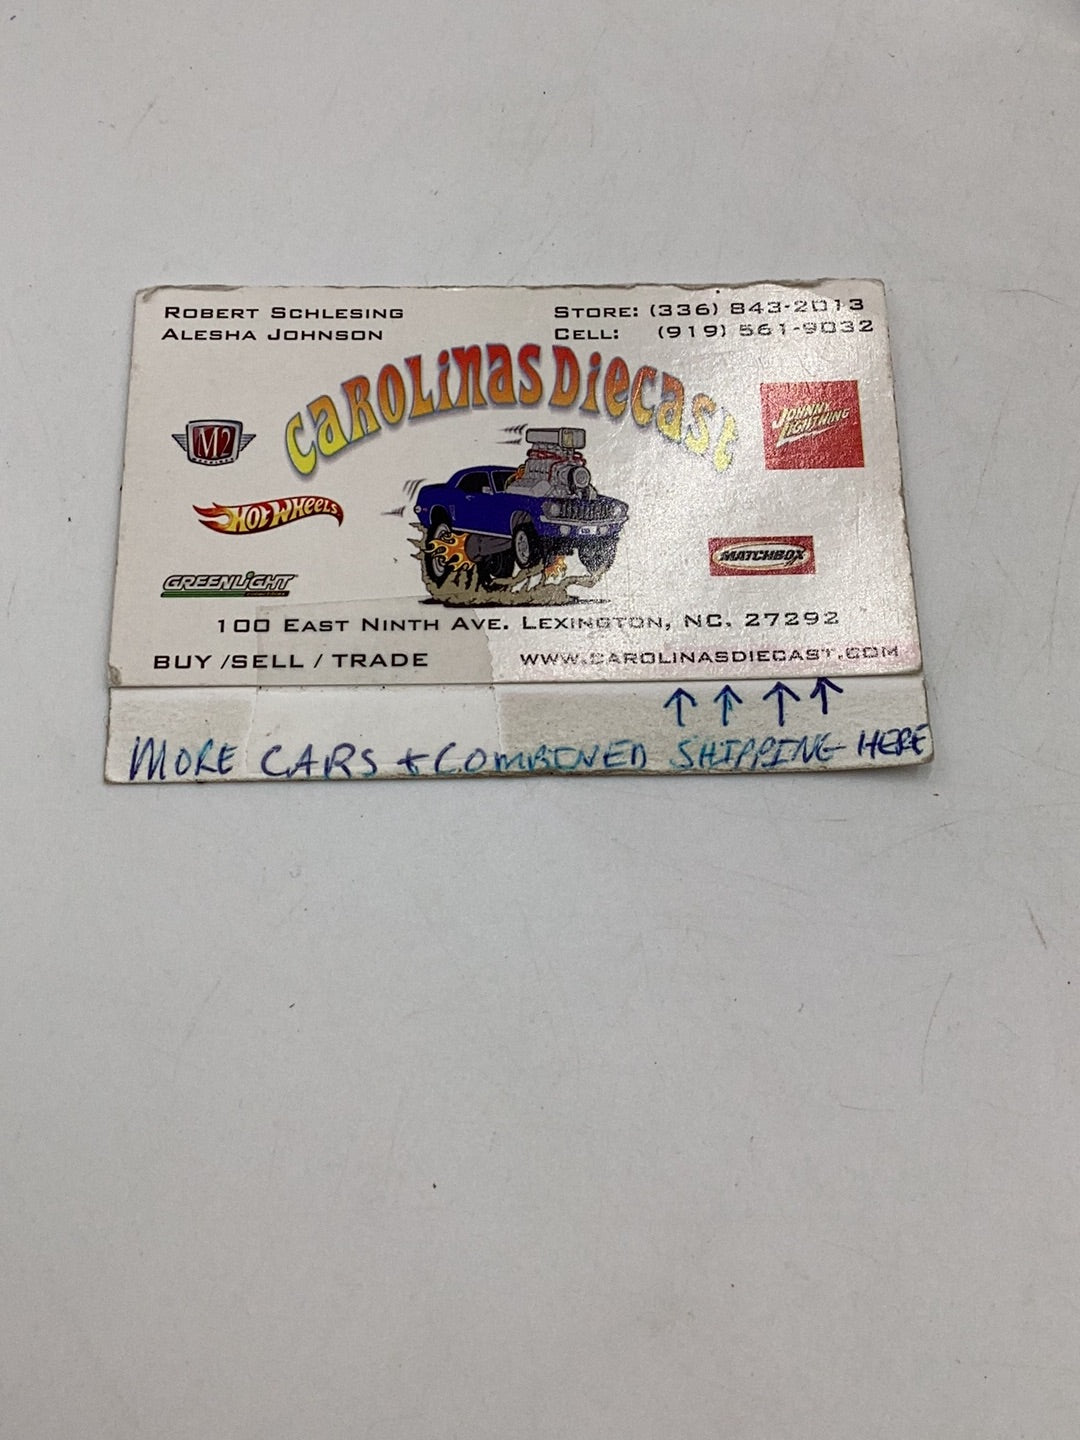 ROBERT SCHLESING
ALESHA JOHNSON
STORE: (336) 843-2013
CELL: (919) 561-9032
CAROLINAS DIECAST
M2
JOHNNY LIGHTNING
HOT WHEELS
MATCHBOX
GREENLIGHT
100 EAST NINTH AVE. LEXINGTON, NC. 27292
BUY /SELL / TRADE
WWW.CAROLINASDIECAST.COM
MORE CARS + COMBINED SHIPPING HERE